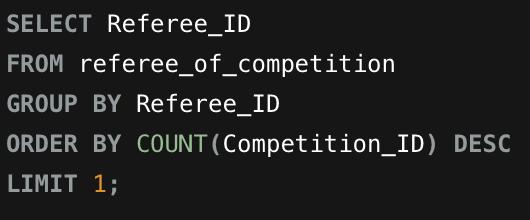 SELECT Referee_ID
FROM referee_of_competition
GROUP BY Referee_ID
ORDER BY COUNT(Competition_ID) DESC
LIMIT 1;